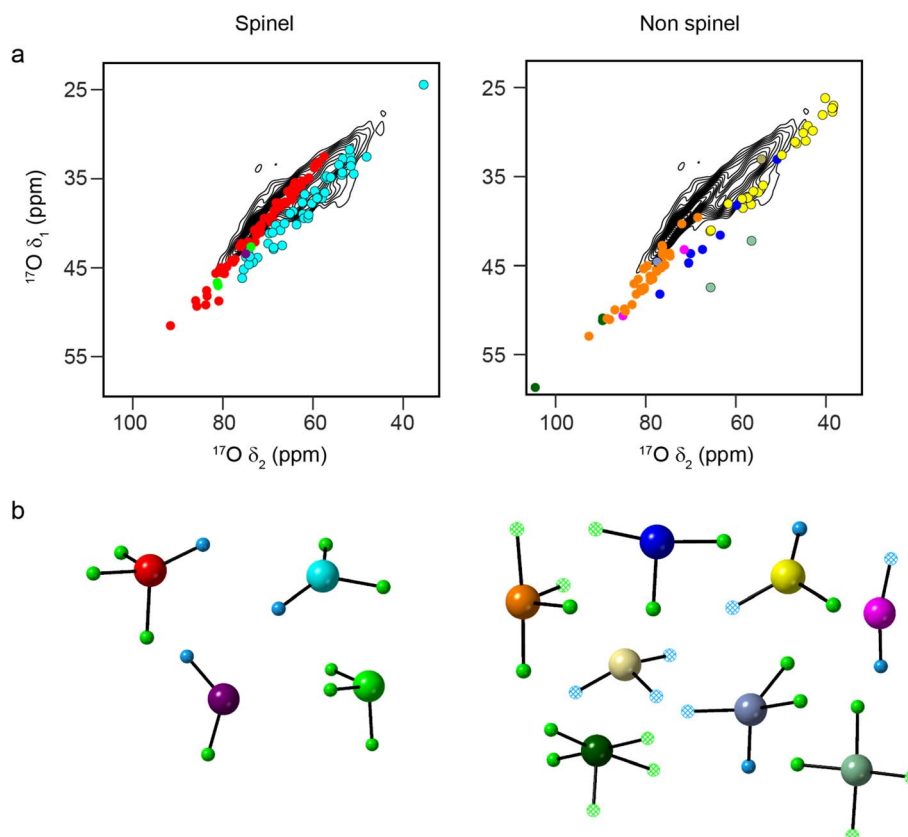 Spinel
Non spinel
a
25
35
45
55
¹⁷O δ₁ (ppm)
100 80 60 40
¹⁷O δ₂ (ppm)
25
35
45
55
100 80 60 40
¹⁷O δ₂ (ppm)
b